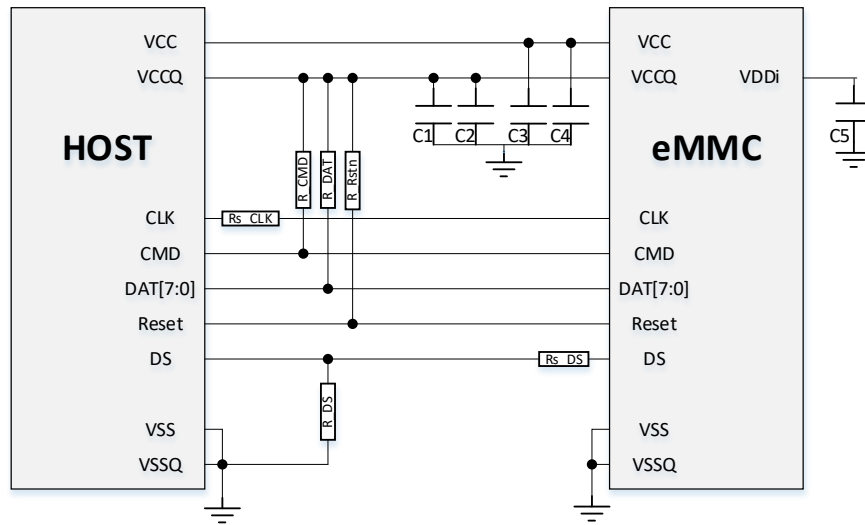 VCC
VCC
VCCQ
VCCQ
VDDi
C1
C2
C3
C4
C5
HOST
eMMC
R_CMD
R_DAT
R_Rstn
CLK
Rs_CLK
CLK
CMD
CMD
DAT[7:0]
DAT[7:0]
Reset
Reset
DS
Rs_DS
DS
R_DS
VSS
VSS
VSSQ
VSSQ